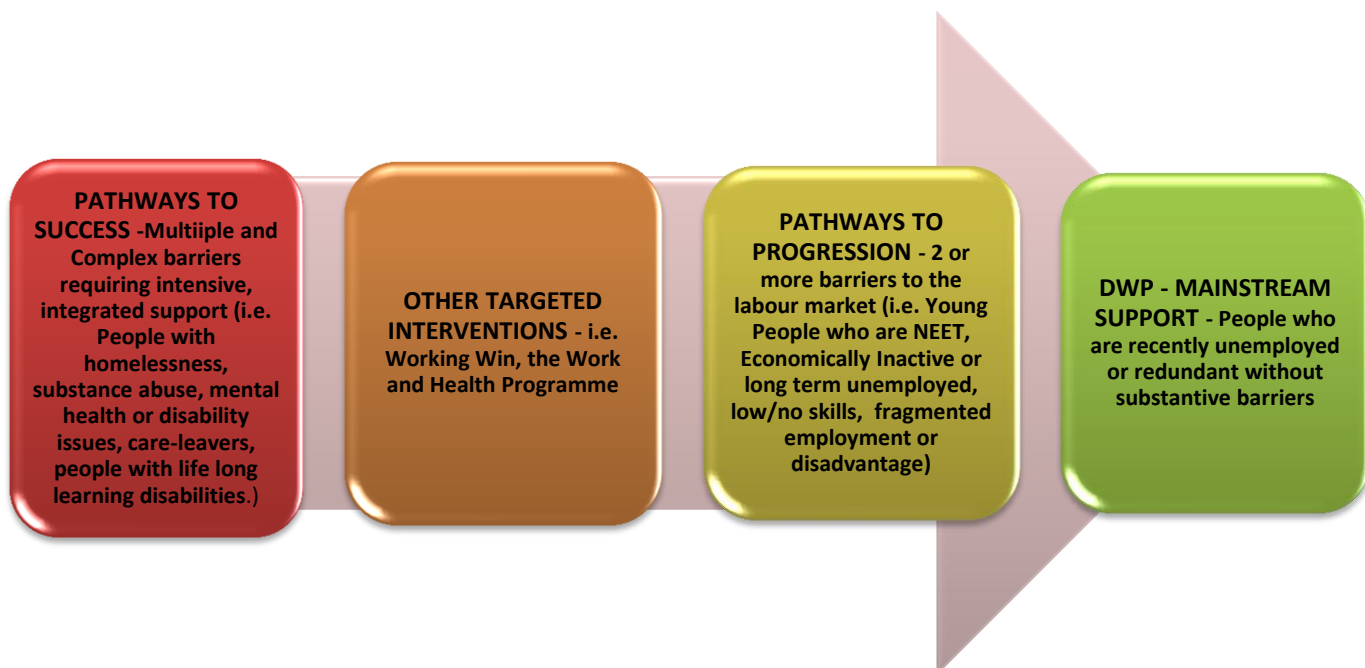 PATHWAYS TO
SUCCESS -Multiiple and
Complex barriers
requiring intensive,
integrated support (i.e.
People with
homelessness,
substance abuse, mental
health or disability
issues, care-leavers,
people with life long
learning disabilities.)
OTHER TARGETED
INTERVENTIONS - i.e.
Working Win, the Work
and Health Programme
PATHWAYS TO
PROGRESSION - 2 or
more barriers to the
labour market (i.e. Young
People who are NEET,
Economically Inactive or
long term unemployed,
low/no skills, fragmented
employment or
disadvantage)
DWP - MAINSTREAM
SUPPORT - People who
are recently unemployed
or redundant without
substantive barriers